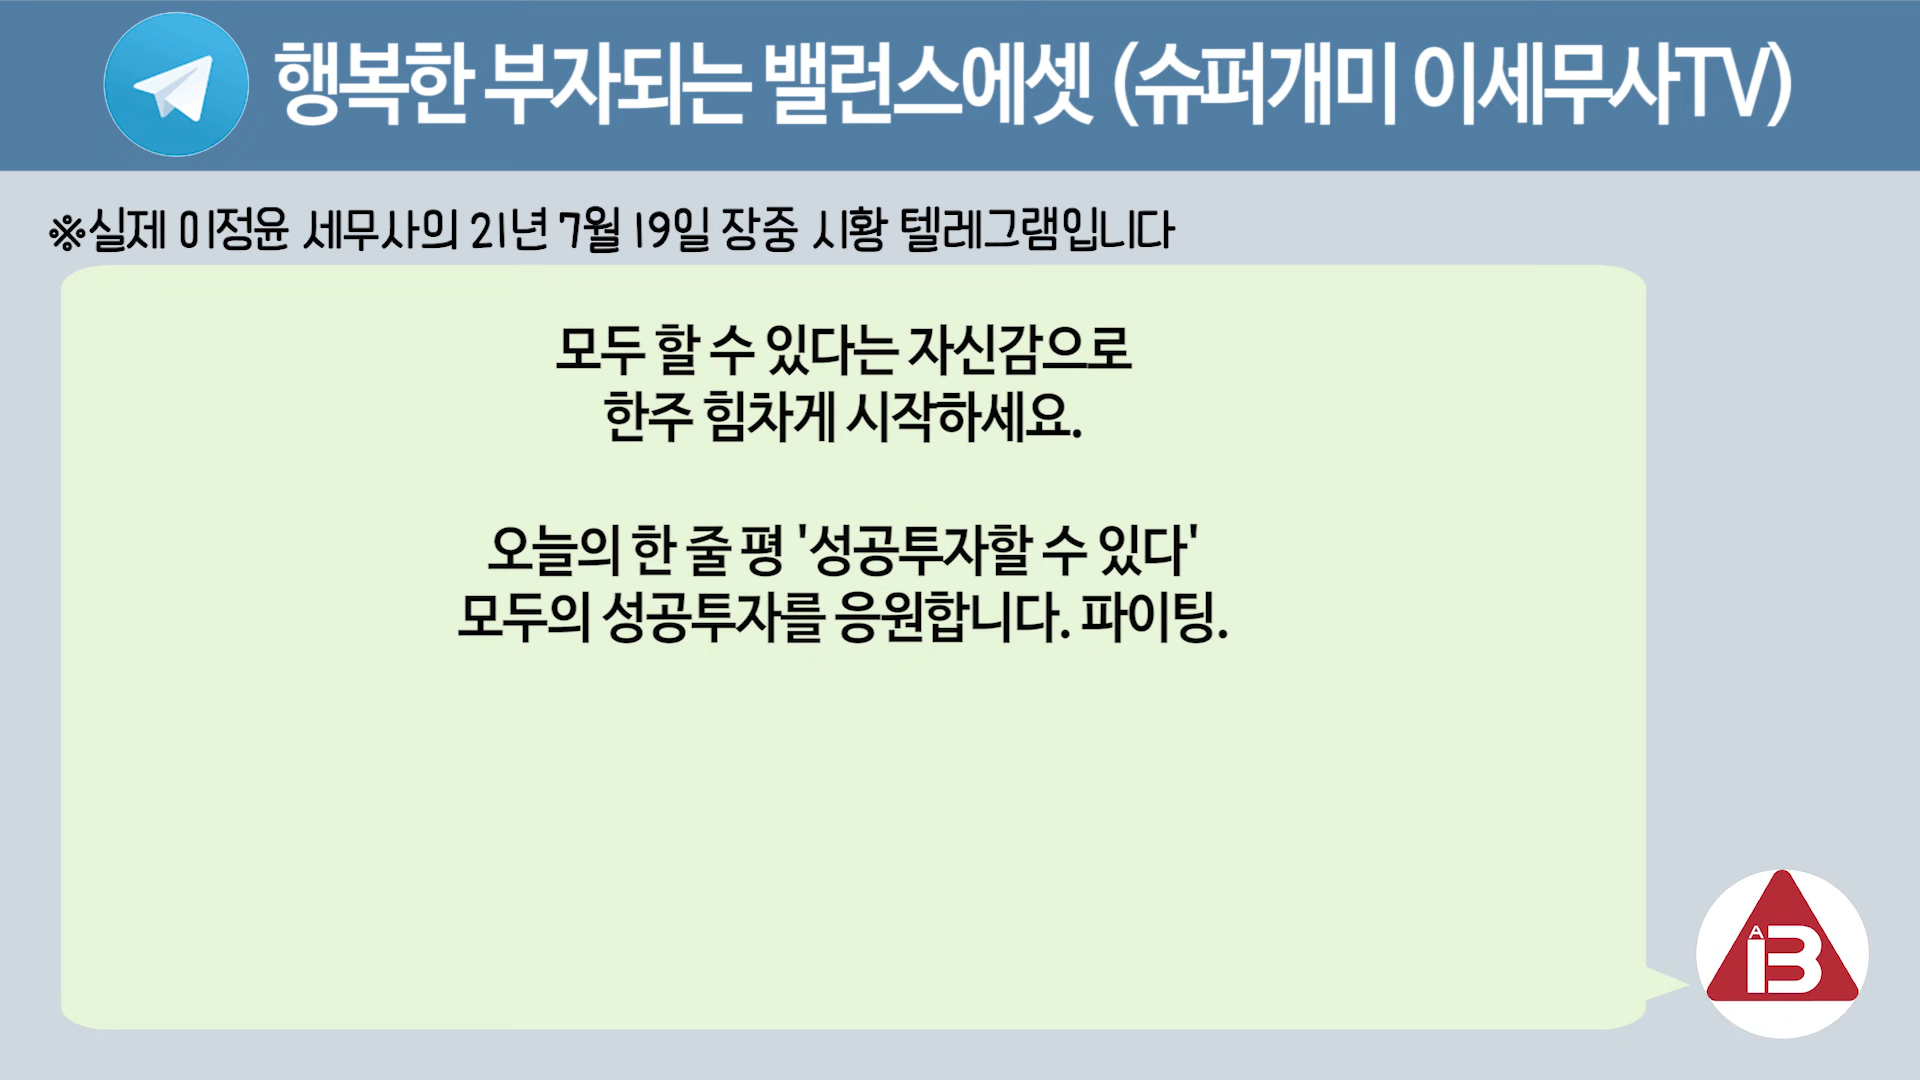 행복한 부자되는 밸런스에셋 (슈퍼개미 이세무사TV)
※실제 이정윤 세무사의 21년 7월 19일 장중 시황 텔레그램입니다
모두 할 수 있다는 자신감으로
한주 힘차게 시작하세요.
오늘의 한 줄 평 '성공투자할 수 있다'
모두의 성공투자를 응원합니다. 파이팅.
A
B